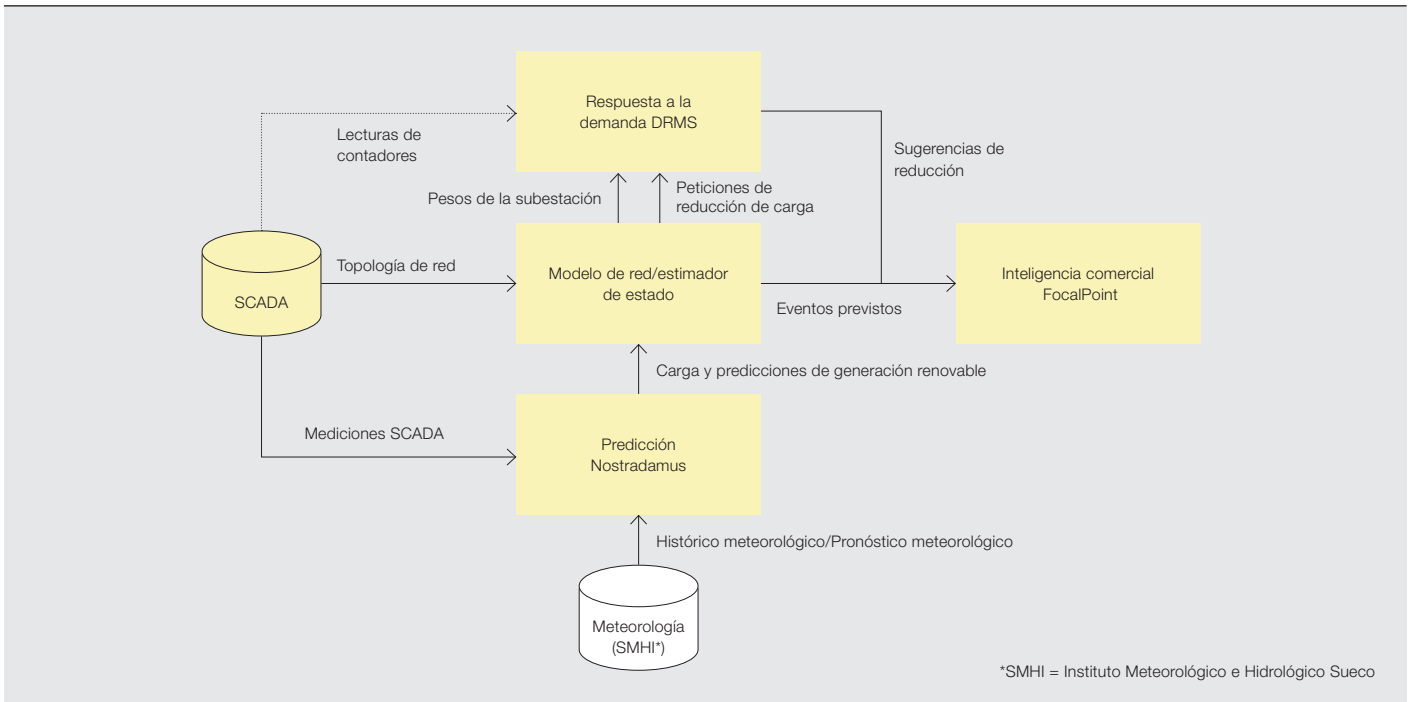 Respuesta a la
demanda DRMS
Lecturas de
contadores
Sugerencias de
reducción
Pesos de la subestación
Peticiones de
reducción de carga
SCADA
Topología de red
Modelo de red/estimador
de estado
Eventos previstos
Inteligencia comercial
FocalPoint
Carga y predicciones de generación renovable
Mediciones SCADA
Predicción
Nostradamus
Histórico meteorológico/Pronóstico meteorológico
Meteorología
(SMHI*)
*SMHI = Instituto Meteorológico e Hidrológico Sueco